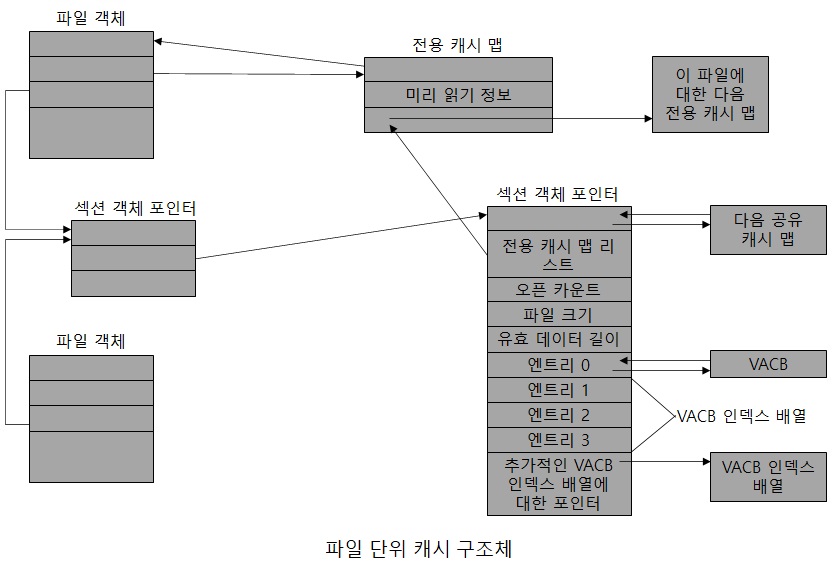 파일 객체
전용 캐시 맵
미리 읽기 정보
이 파일에
대한 다음
전용 캐시 맵
섹션 객체 포인터
섹션 객체 포인터
전용 캐시 맵 리
스트
오픈 카운트
파일 크기
유효 데이터 길이
엔트리 0
엔트리 1
엔트리 2
엔트리 3
추가적인 VACB
인덱스 배열에
대한 포인터
다음 공유
캐시 맵
VACB
VACB 인덱스 배열
VACB 인덱스
배열
파일 객체
파일 단위 캐시 구조체